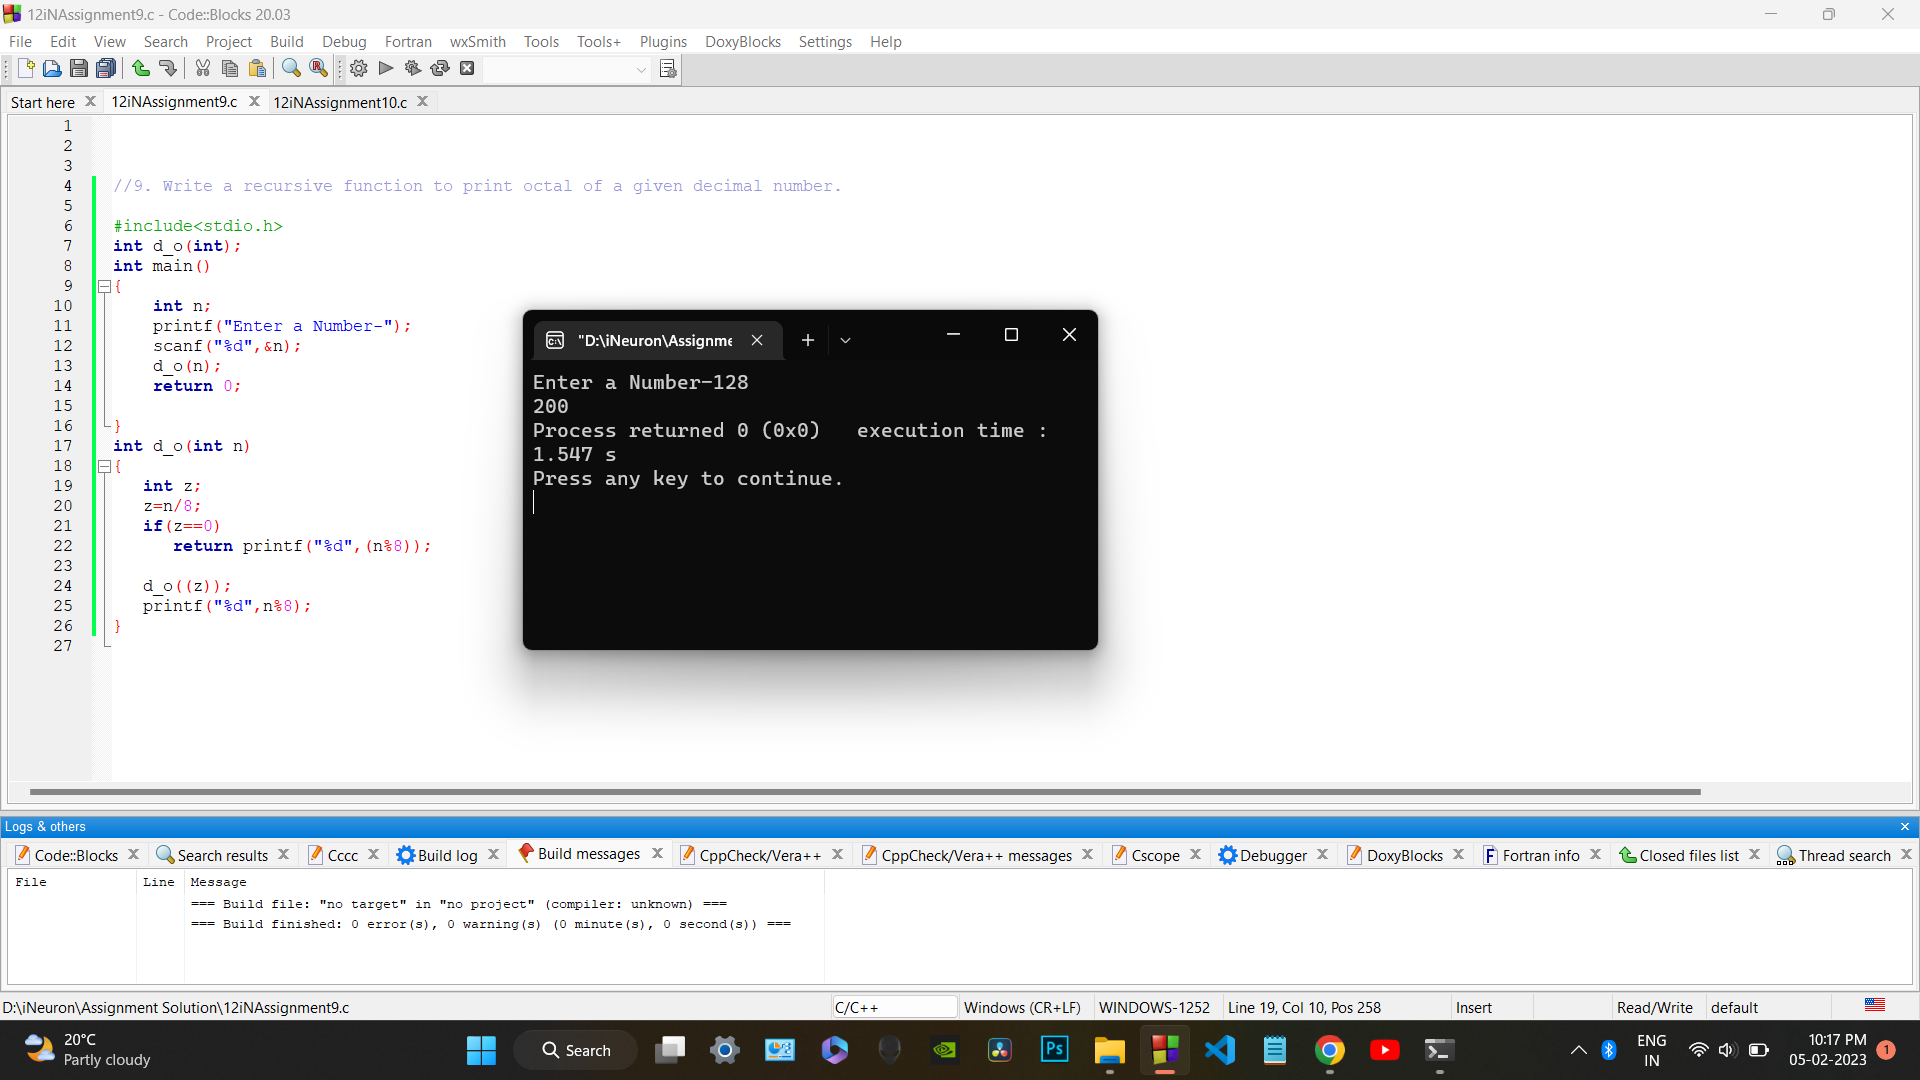 12iNAssignment9.c - Code::Blocks 20.03
File Edit View Search Project Build Debug Fortran wxSmith Tools Tools+ Plugins DoxyBlocks Settings Help
Start here 12iNAssignment9.c 12iNAssignment10.c
1
2
3
4 //9. Write a recursive function to print octal of a given decimal number.
5
6 #include<stdio.h>
7 int d_o(int);
8 int main()
9 {
10 int n;
11 printf("Enter a Number-");
12 scanf("%d",&n);
13 d_o(n);
14 return 0;
15
16 }
17 int d_o(int n)
18 {
19 int z;
20 z=n/8;
21 if(z==0)
22 return printf("%d",(n%8));
23
24 d_o((z));
25 printf("%d",n%8);
26 }
27
"D:\iNeuron\Assignme
Enter a Number-128
200
Process returned 0 (0x0)   execution time :
1.547 s
Press any key to continue.
Logs & others
Code::Blocks Search results Cccc Build log Build messages CppCheck/Vera++ CppCheck/Vera++ messages Cscope Debugger DoxyBlocks Fortran info Closed files list Thread search
File Line Message
=== Build file: "no target" in "no project" (compiler: unknown) ===
=== Build finished: 0 error(s), 0 warning(s) (0 minute(s), 0 second(s)) ===
D:\iNeuron\Assignment Solution\12iNAssignment9.c C/C++ Windows (CR+LF) WINDOWS-1252 Line 19, Col 10, Pos 258 Insert Read/Write default
20°C
Partly cloudy
Search
Ps
ENG
IN
10:17 PM
05-02-2023
1